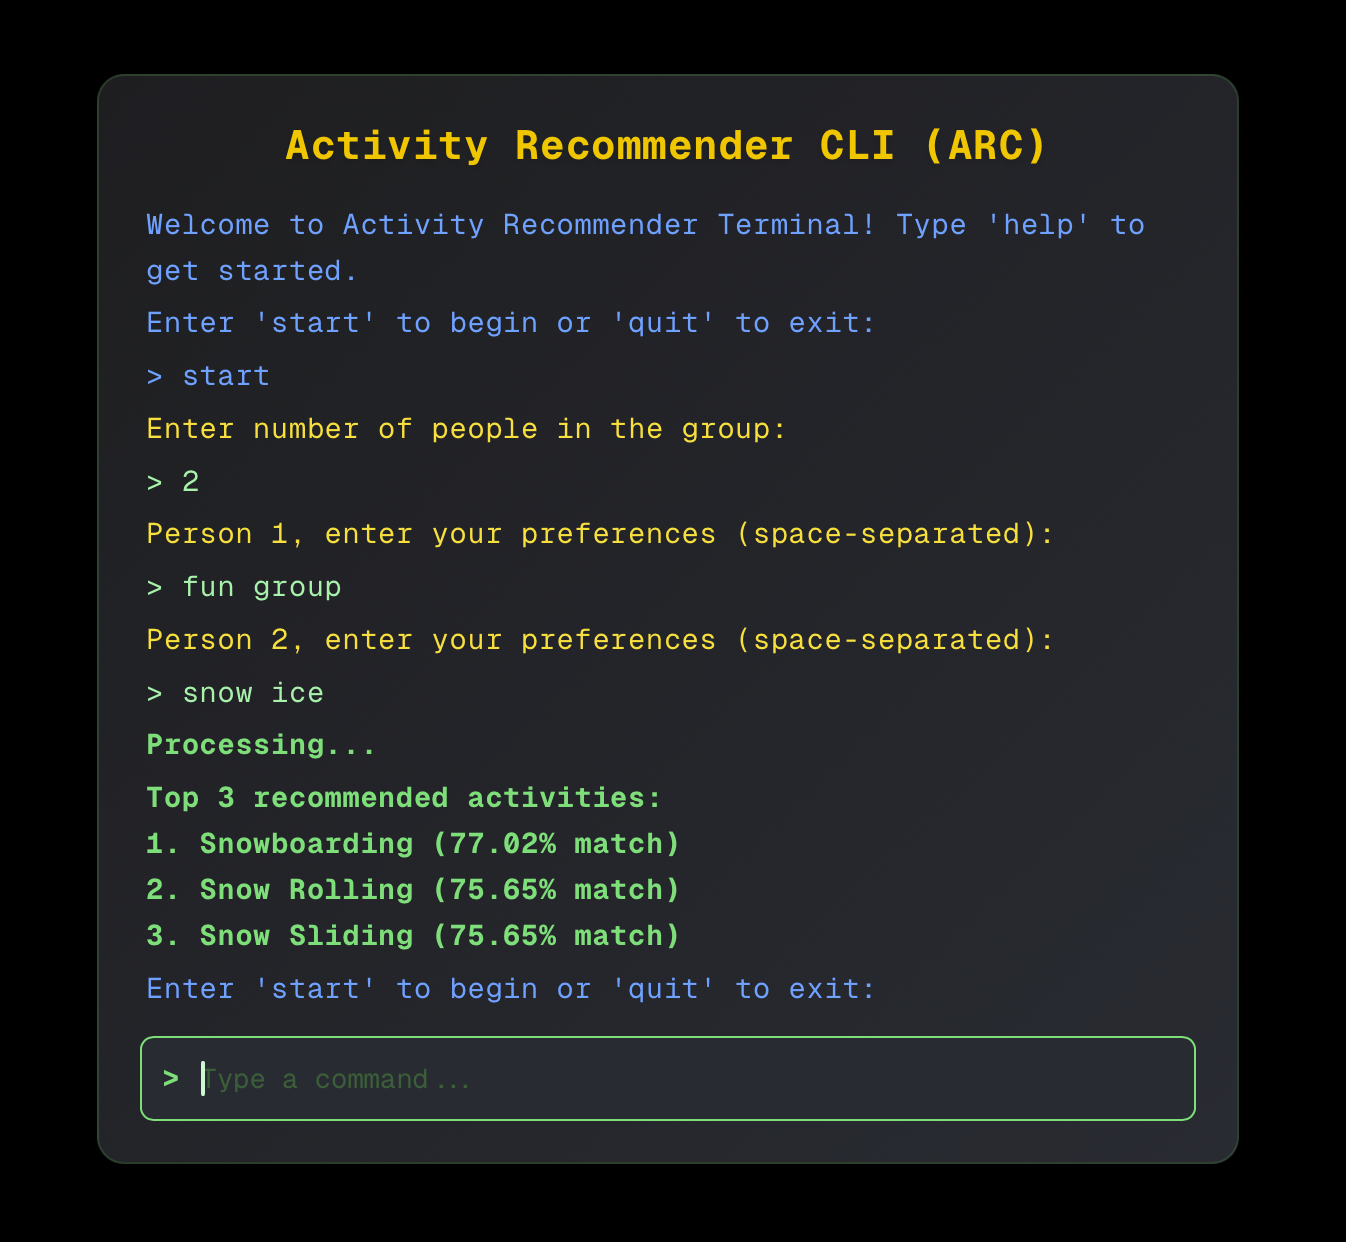 Activity Recommender CLI (ARC)
Welcome to Activity Recommender Terminal! Type 'help' to
get started.
Enter 'start' to begin or 'quit' to exit:
> start
Enter number of people in the group:
> 2
Person 1, enter your preferences (space-separated):
> fun group
Person 2, enter your preferences (space-separated):
> snow ice
Processing...
Top 3 recommended activities:
1. Snowboarding (77.02% match)
2. Snow Rolling (75.65% match)
3. Snow Sliding (75.65% match)
Enter 'start' to begin or 'quit' to exit:
> Type a command...